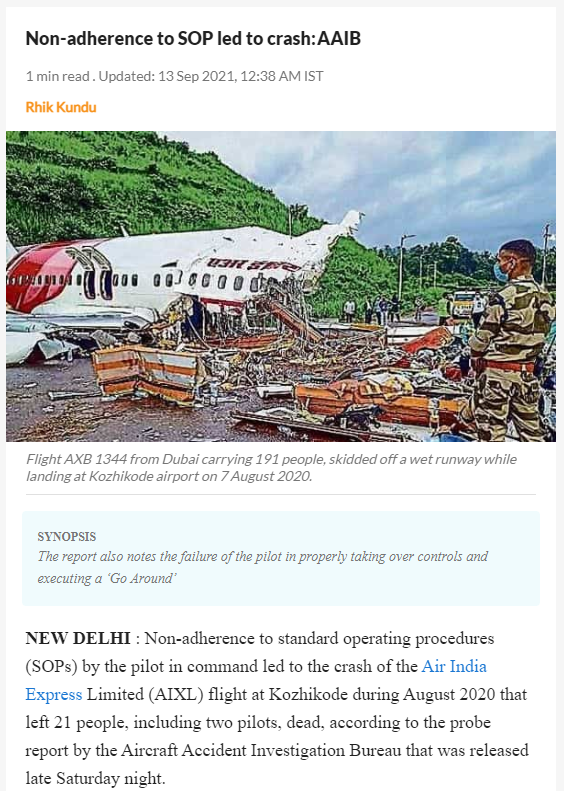 Non-adherence to SOP led to crash:AAIB
1 min read . Updated: 13 Sep 2021, 12:38 AM IST
Rhik Kundu
Flight AXB 1344 from Dubai carrying 191 people, skidded off a wet runway while
landing at Kozhikode airport on 7 August 2020.
SYNOPSIS
The report also notes the failure of the pilot in properly taking over controls and
executing a ‘Go Around’
NEW DELHI : Non-adherence to standard operating procedures
(SOPs) by the pilot in command led to the crash of the Air India
Express Limited (AIXL) flight at Kozhikode during August 2020 that
left 21 people, including two pilots, dead, according to the probe
report by the Aircraft Accident Investigation Bureau that was released
late Saturday night.